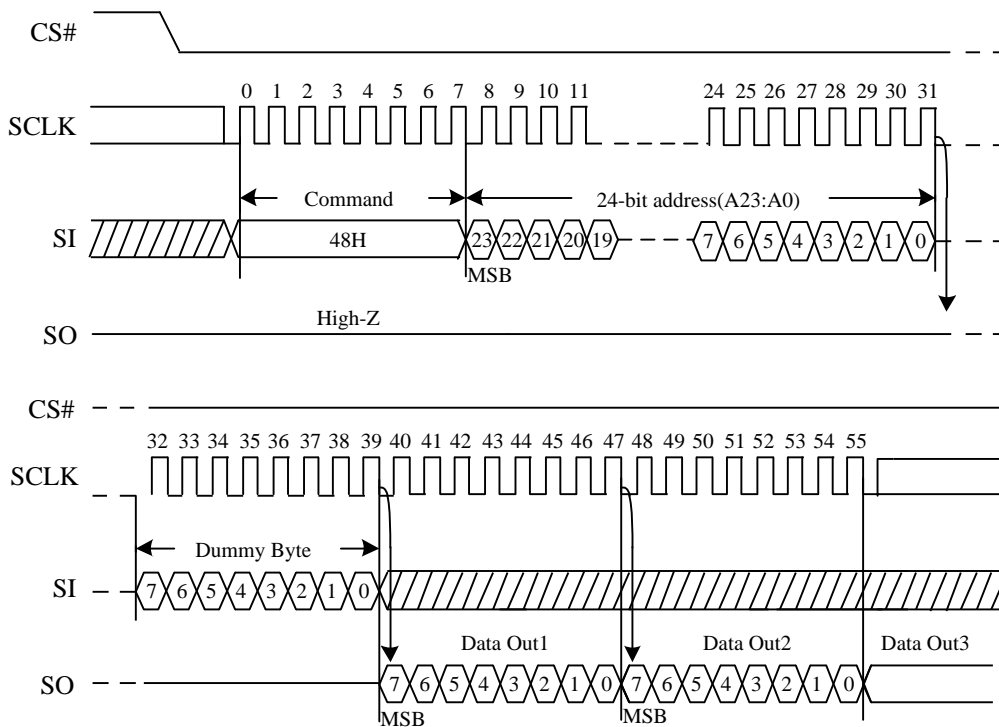 CS#
0 1 2 3 4 5 6 7 8 9 10 11 24 25 26 27 28 29 30 31
SCLK
Command 24-bit address(A23:A0)
SI 48H 23 22 21 20 19 7 6 5 4 3 2 1 0
MSB
High-Z
SO
CS#
32 33 34 35 36 37 38 39 40 41 42 43 44 45 46 47 48 49 50 51 52 53 54 55
SCLK
Dummy Byte
SI 7 6 5 4 3 2 1 0
Data Out1 Data Out2 Data Out3
SO 7 6 5 4 3 2 1 0 7 6 5 4 3 2 1 0
MSB MSB